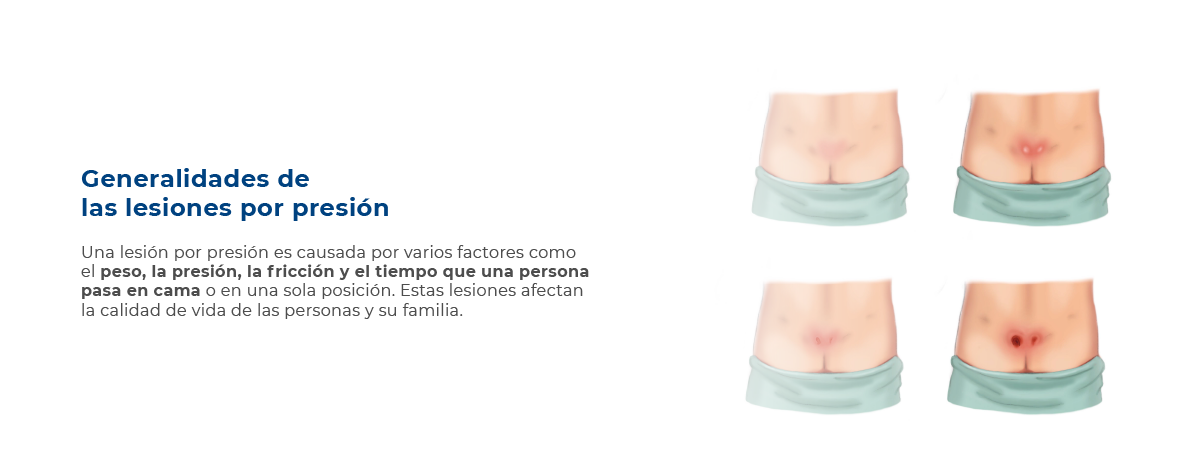 Generalidades de
las lesiones por presión
Una lesión por presión es causada por varios factores como
el peso, la presión, la fricción y el tiempo que una persona
pasa en cama o en una sola posición. Estas lesiones afectan
la calidad de vida de las personas y su familia.